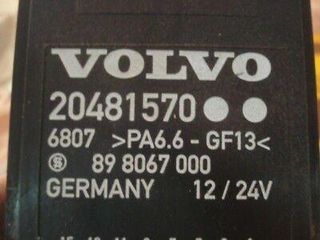 VOLVO
20481570
6807 >PA6.6-GF13<
89 8067 000
GERMANY 12/24V